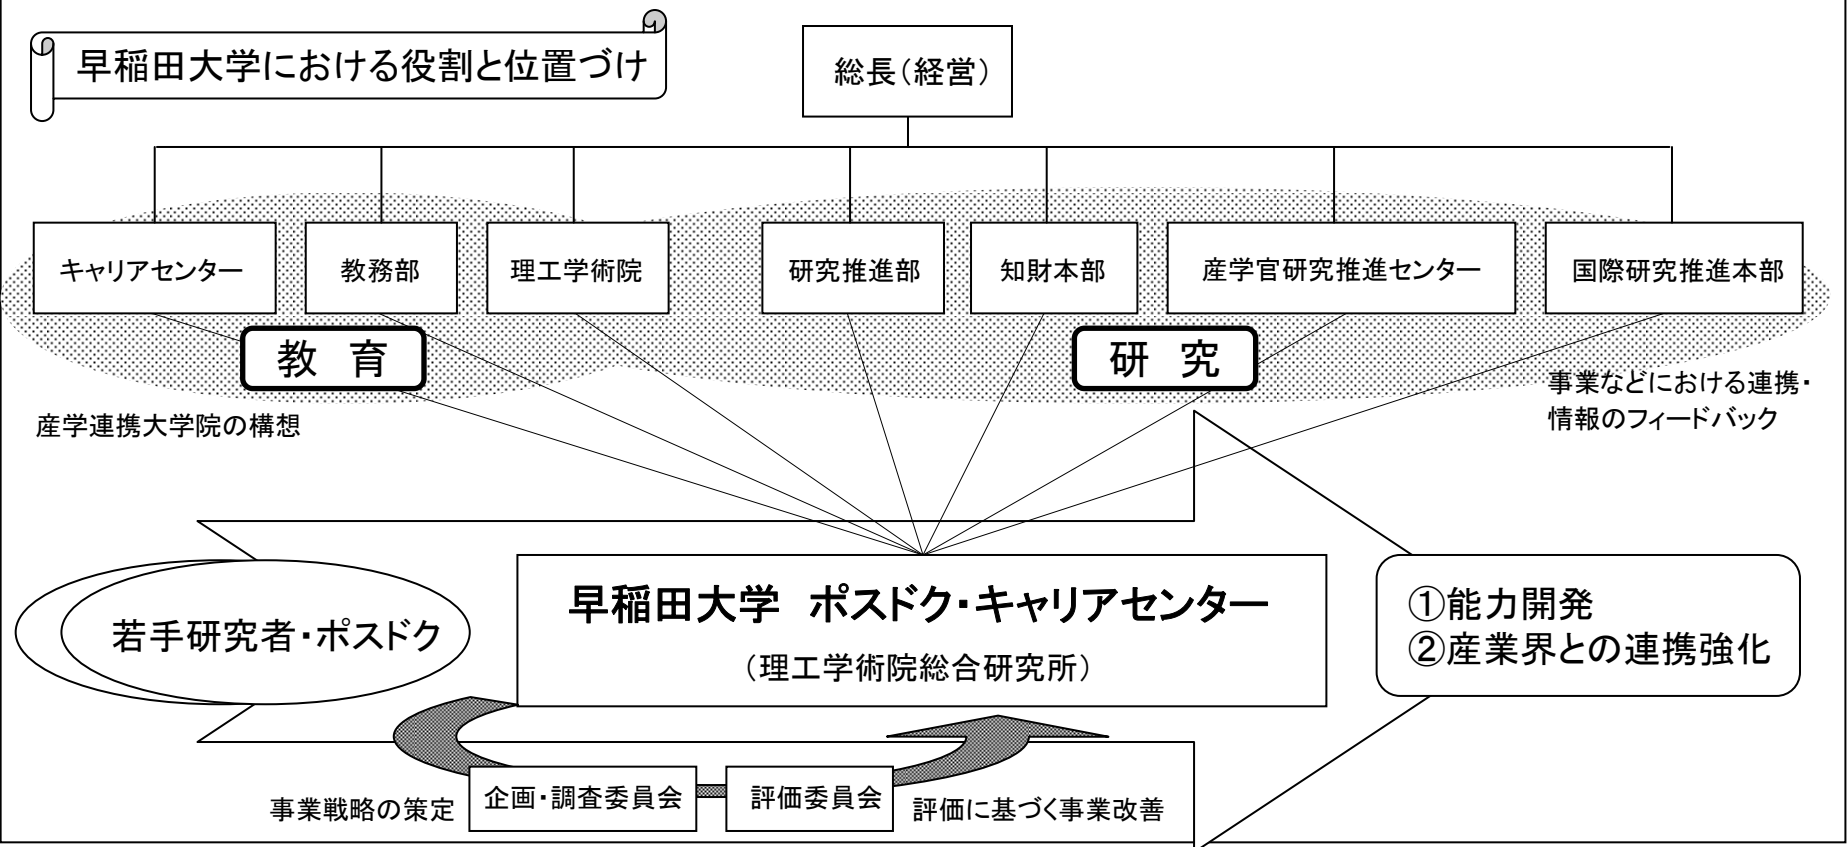 早稲田大学における役割と位置づけ
総長（経営）
キャリアセンター
教務部
理工学術院
研究推進部
知財本部
産学官研究推進センター
国際研究推進本部
教　育
研　究
産学連携大学院の構想
事業などにおける連携・
情報のフィードバック
若手研究者・ポスドク
早稲田大学　ポスドク・キャリアセンター
（理工学術院総合研究所）
①能力開発
②産業界との連携強化
事業戦略の策定
企画・調査委員会
評価委員会
評価に基づく事業改善